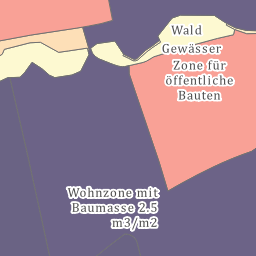 Wald
Gewässer
Zone für
öffentliche
Bauten
Wohnzone mit
Baumasse 2.5
m3/m2